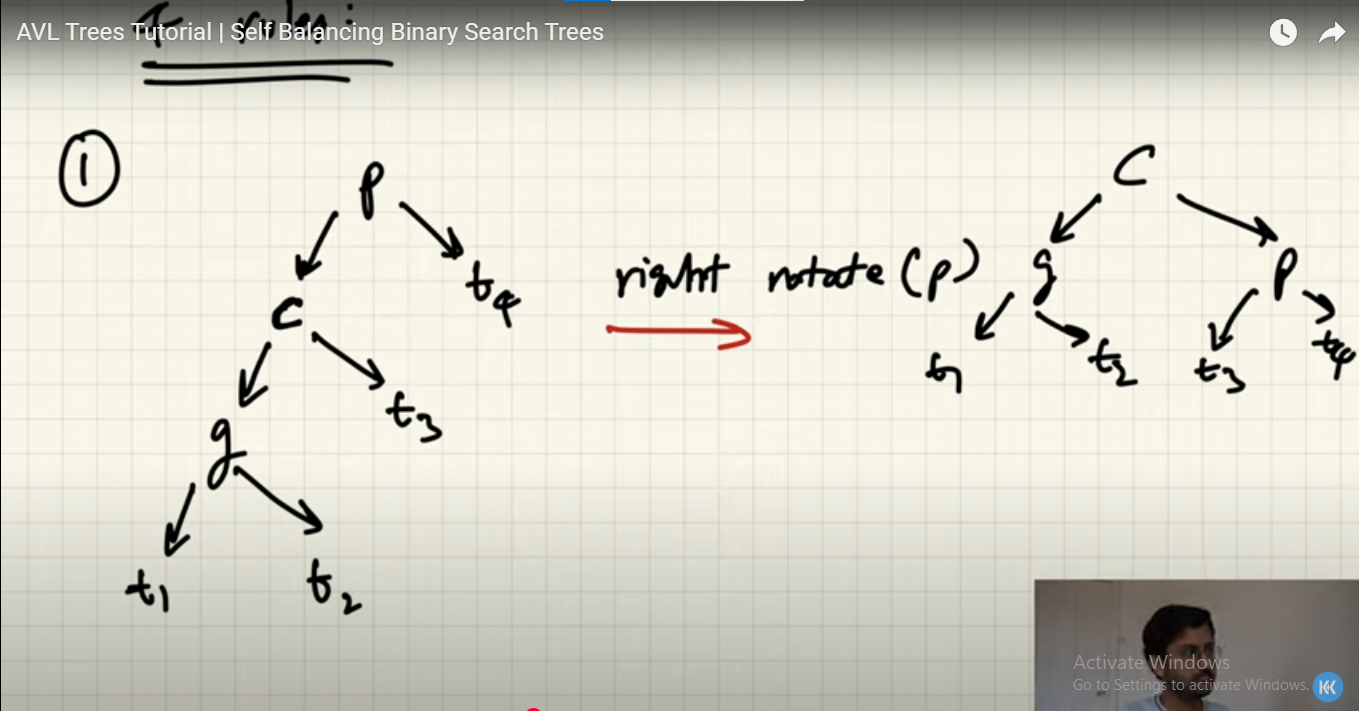 AVL Trees Tutorial | Self Balancing Binary Search Trees
①
p
c
t4
g
t3
t1
t2
right rotate (p)
C
g
p
t1
t2
t3
t4
Activate Windows
Go to Settings to activate Windows.